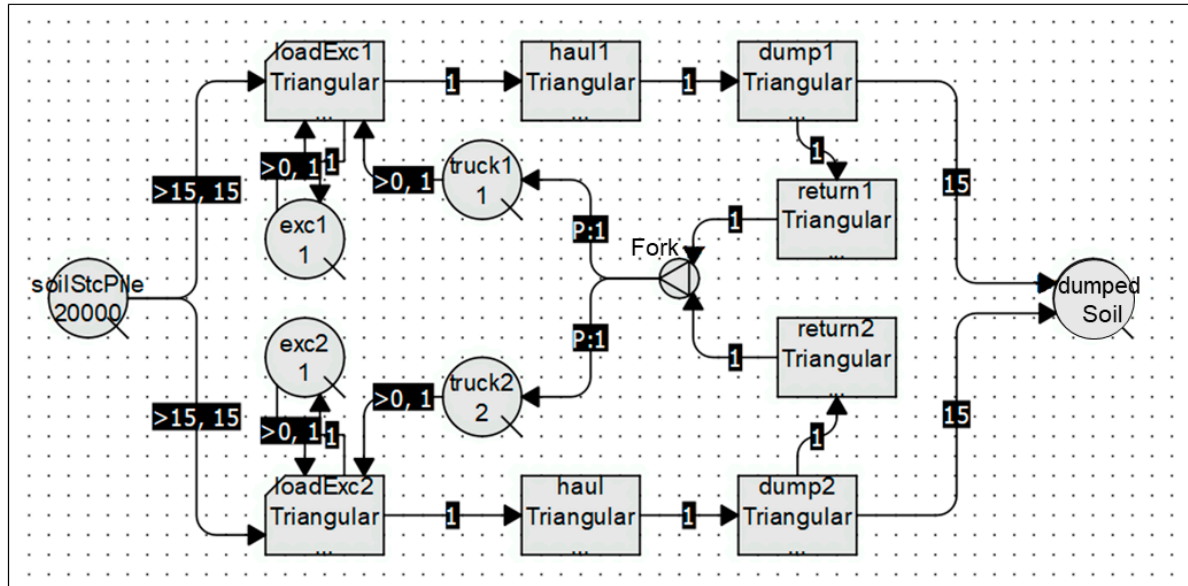 loadExc1
Triangular
...
1
haul1
Triangular
...
1
dump1
Triangular
...
>0, 1
1
truck1
1
>0, 1
1
>15, 15
exc1
1
P:1
Fork
1
return1
Triangular
...
15
soilStcPile
20000
dumped
Soil
exc2
1
P:1
1
return2
Triangular
truck2
2
>0, 1
>15, 15
>0, 1
1
1
15
loadExc2
Triangular
...
1
haul
Triangular
...
1
dump2
Triangular
...